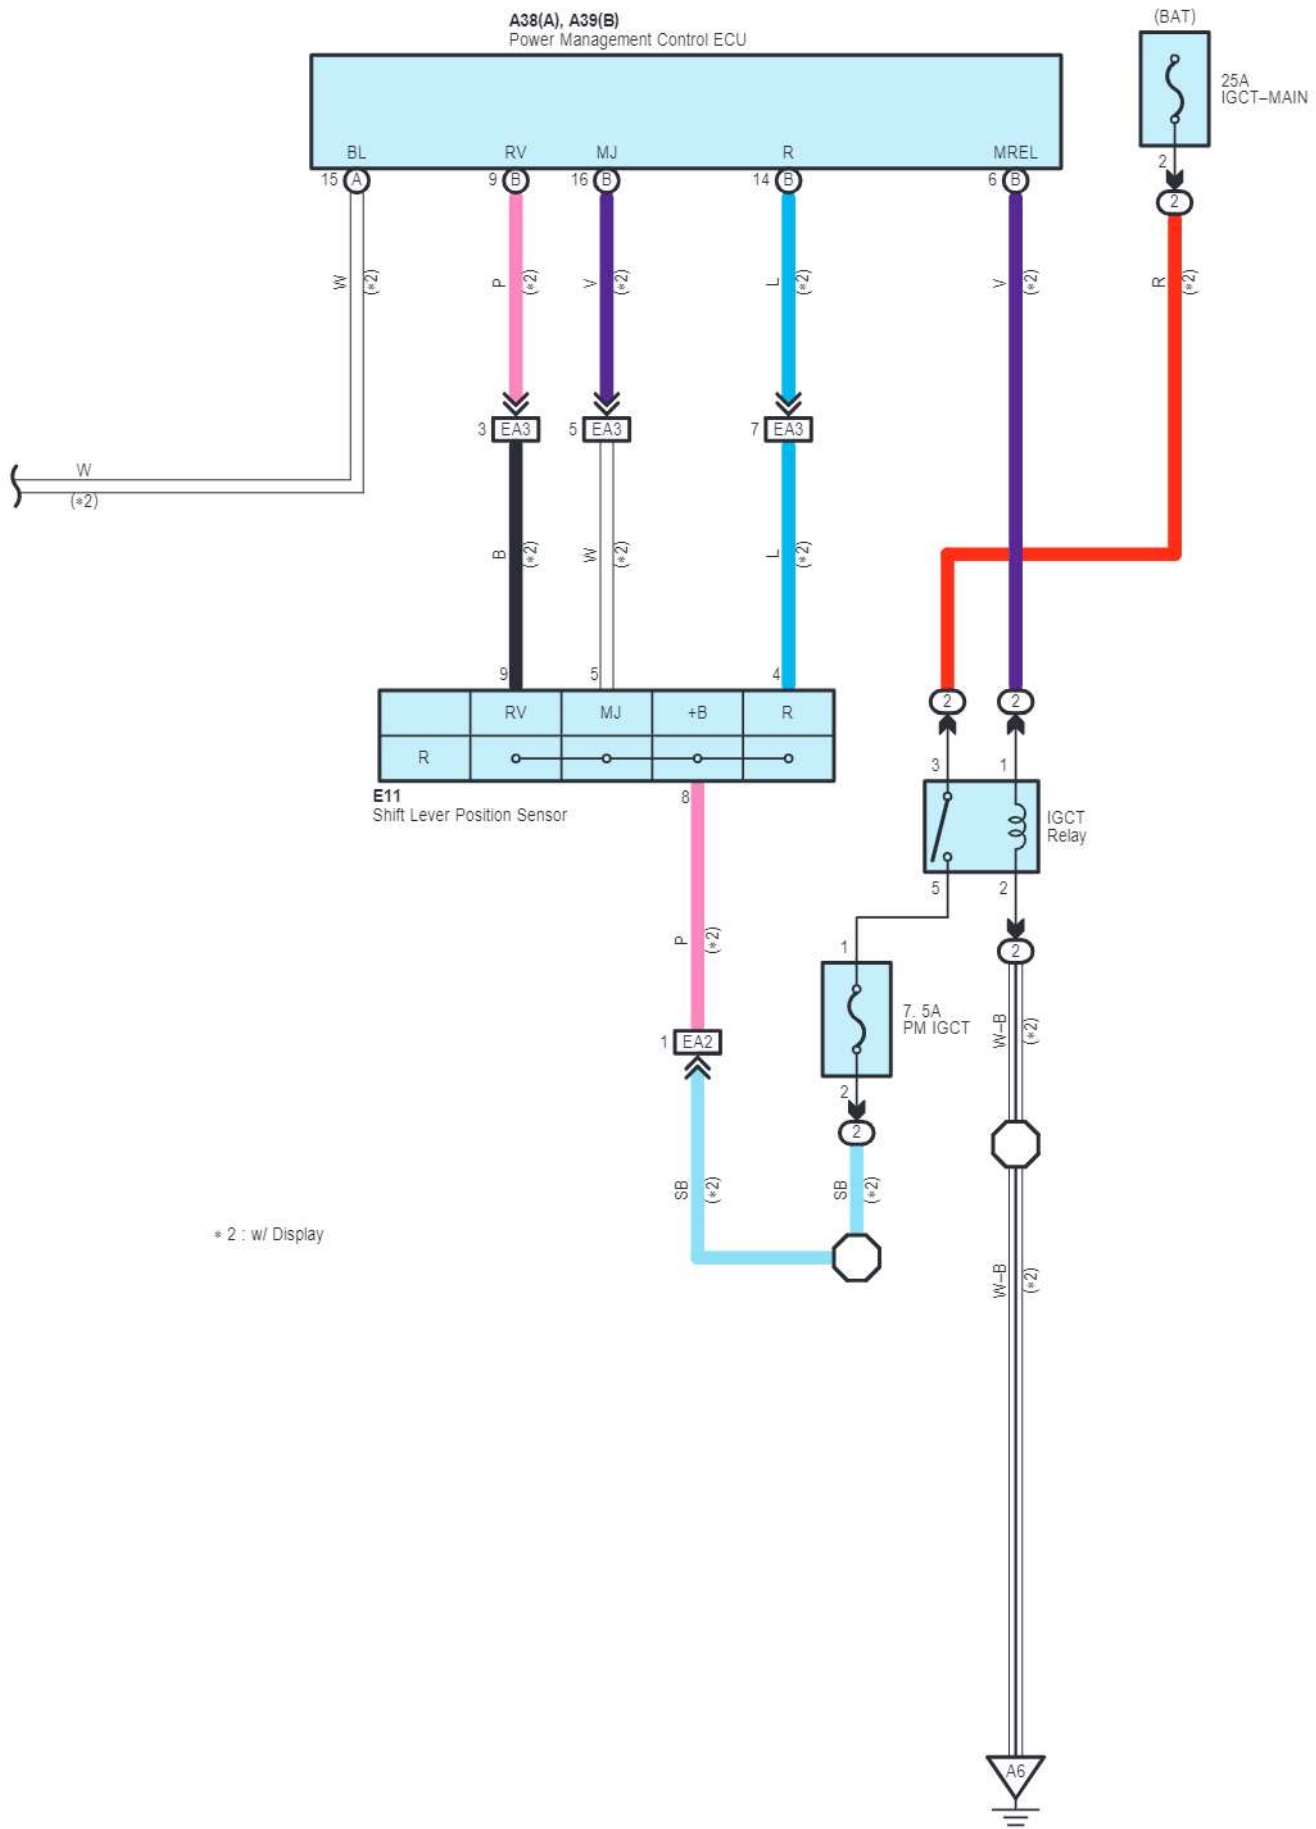 A38(A), A39(B)
Power Management Control ECU
(BAT)
25A
IGCT–MAIN
BL RV MJ R MREL
15 A 9 B 16 B 14 B 6 B
2
2
W (∗2) P (∗2) V (∗2) L (∗2) V (∗2) R (∗2)
3 EA3 5 EA3 7 EA3
W
(∗2)
B (∗2) W (∗2) L (∗2)
9 5 4
2 2
RV MJ +B R
R
E11
Shift Lever Position Sensor
8
3 1
IGCT
Relay
5 2
P (∗2)
1
2
7. 5A
PM IGCT
W–B (∗2)
1 EA2
2
2
SB (∗2) SB (∗2)
∗ 2 : w/ Display
W–B (∗2)
A6